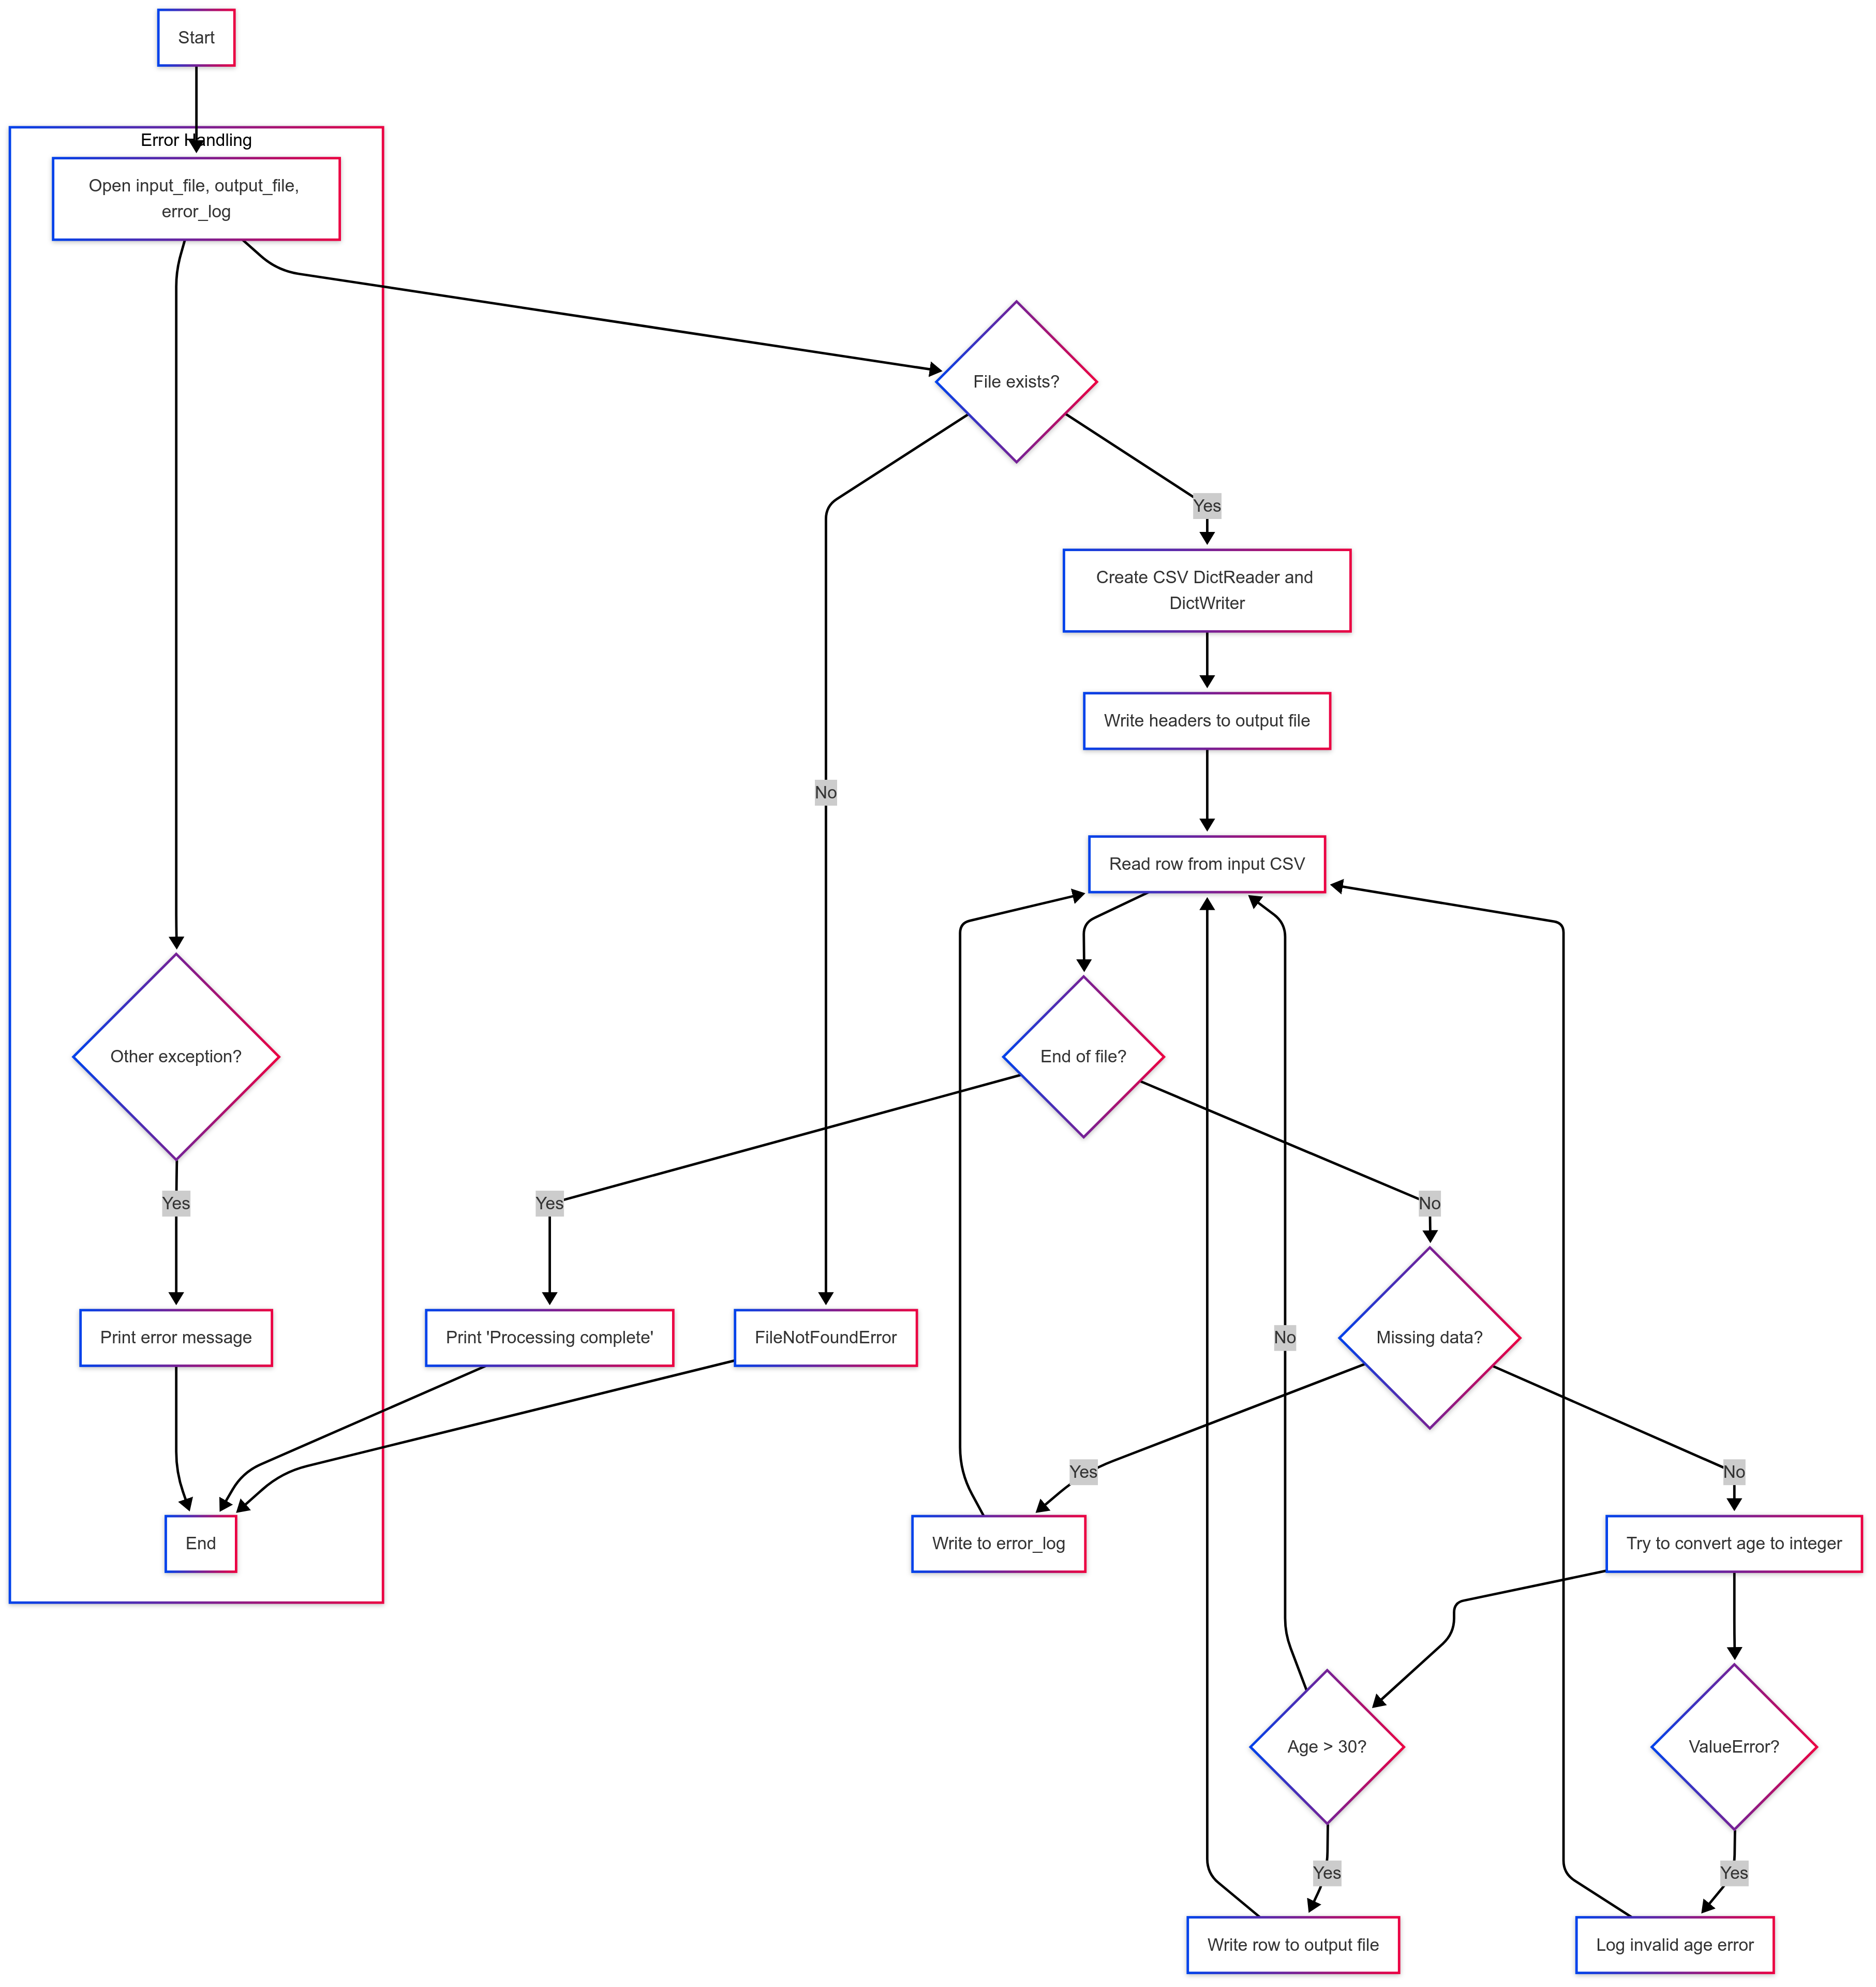 Start
Error Handling
Open input_file, output_file,
error_log
File exists?
Yes
Create CSV DictReader and
DictWriter
Write headers to output file
No
Read row from input CSV
Other exception?
End of file?
Yes
Yes
No
Print error message
Print 'Processing complete'
FileNotFoundError
No
Missing data?
Yes
No
End
Write to error_log
Try to convert age to integer
Age > 30?
ValueError?
Yes
Yes
Write row to output file
Log invalid age error